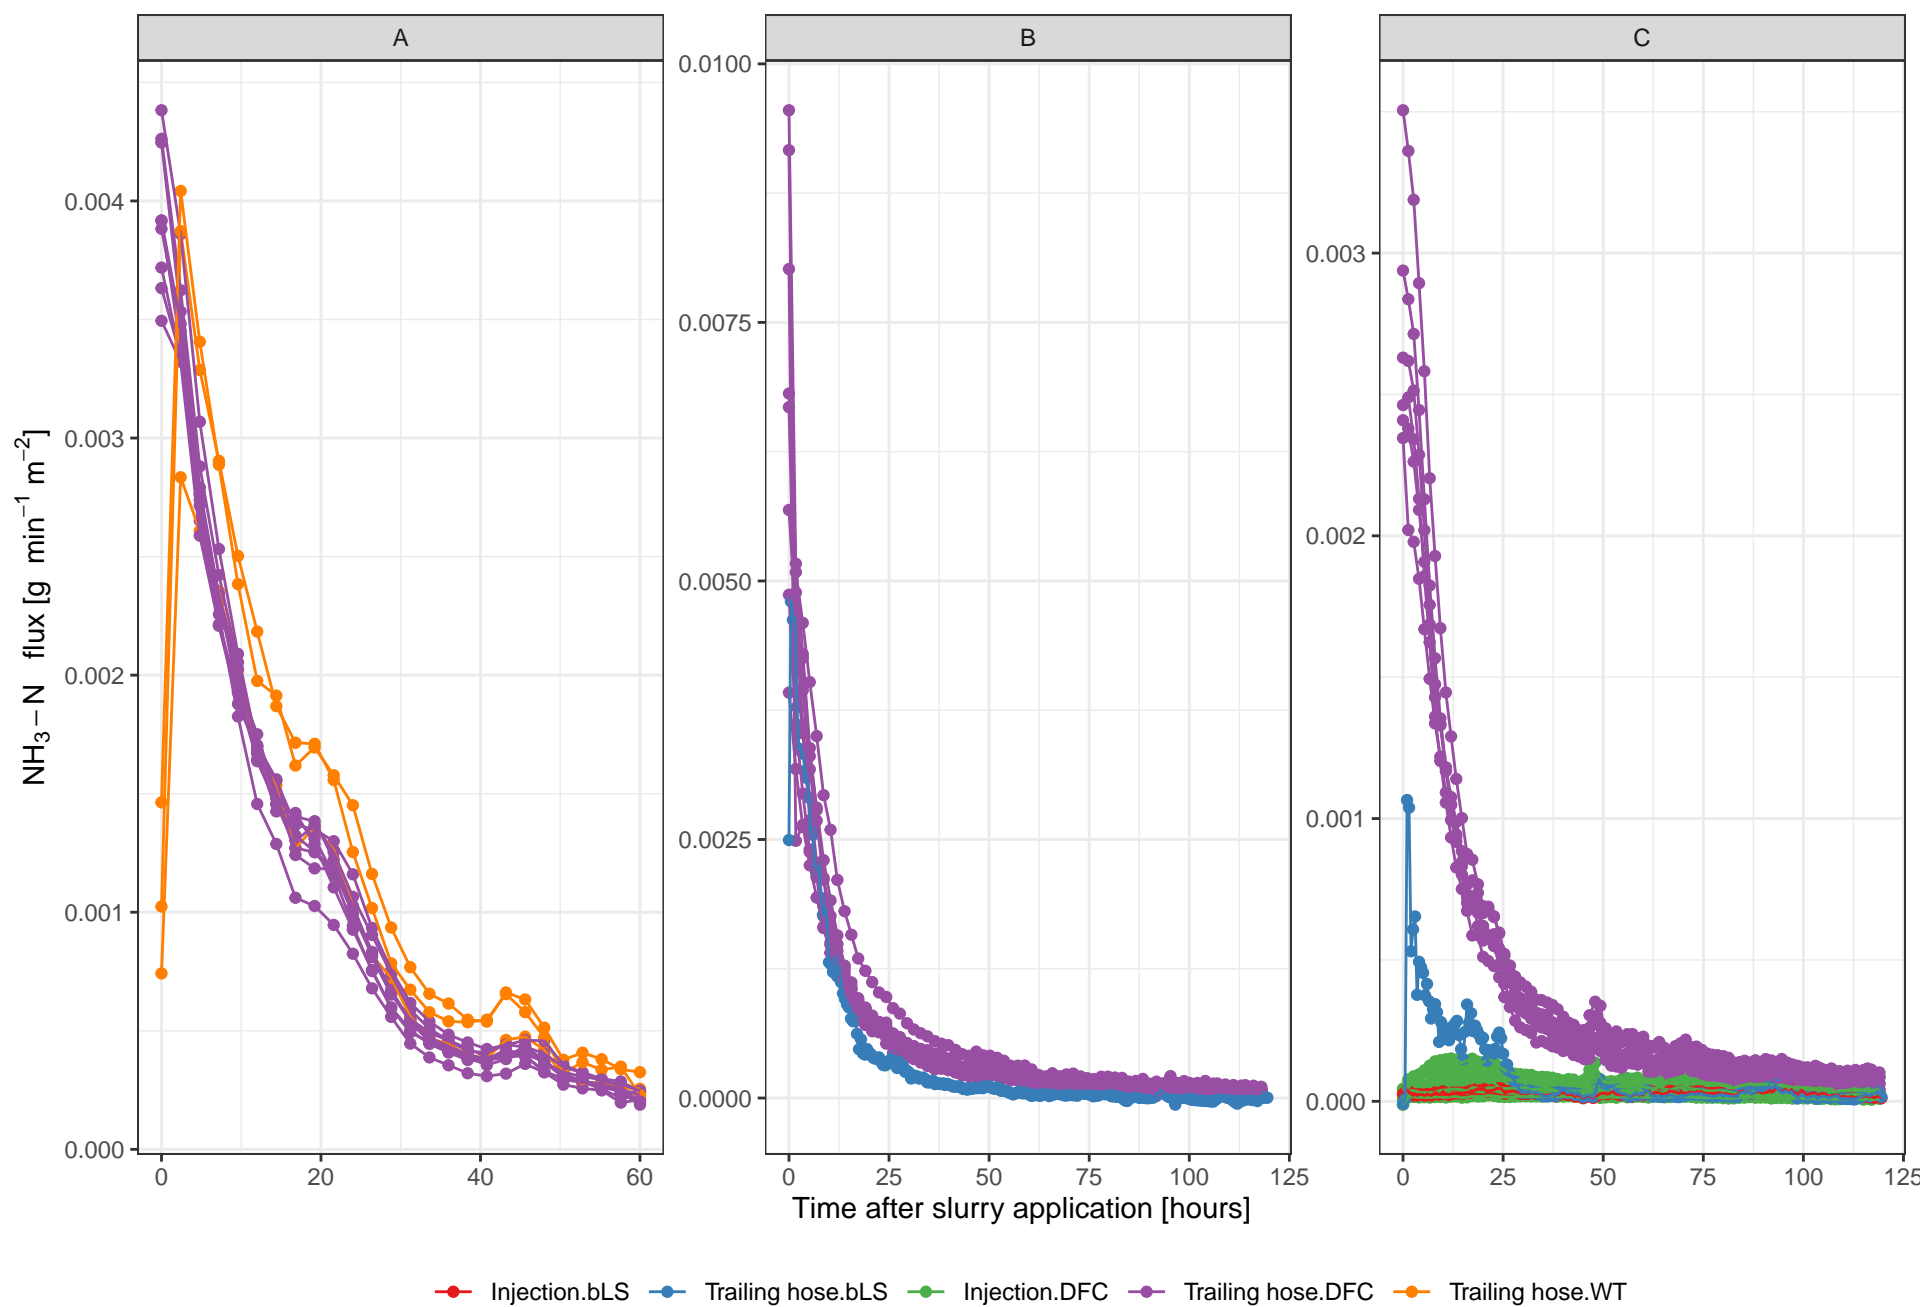 A B C
0.004
0.003
0.002
0.001
0.000
0.0100
0.0075
0.0050
0.0025
0.0000
0.003
0.002
0.001
0.000
NH₃−N flux [g min⁻¹ m⁻²]
0 20 40 60
0 25 50 75 100 125
0 25 50 75 100 125
Time after slurry application [hours]
Injection.bLS Trailing hose.bLS Injection.DFC Trailing hose.DFC Trailing hose.WT